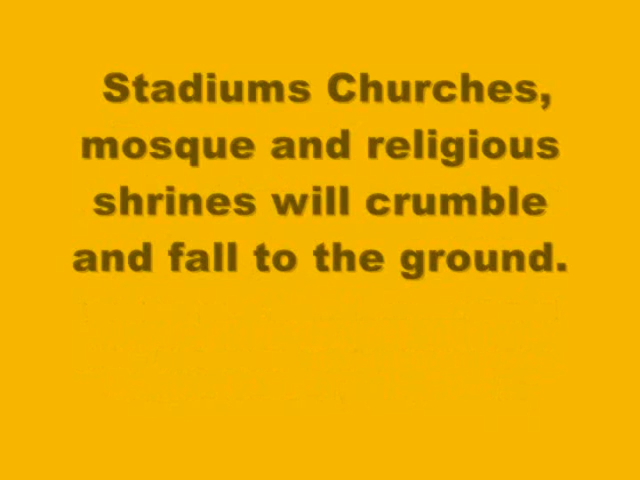 Stadiums Churches,
mosque and religious
shrines will crumble
and fall to the ground.